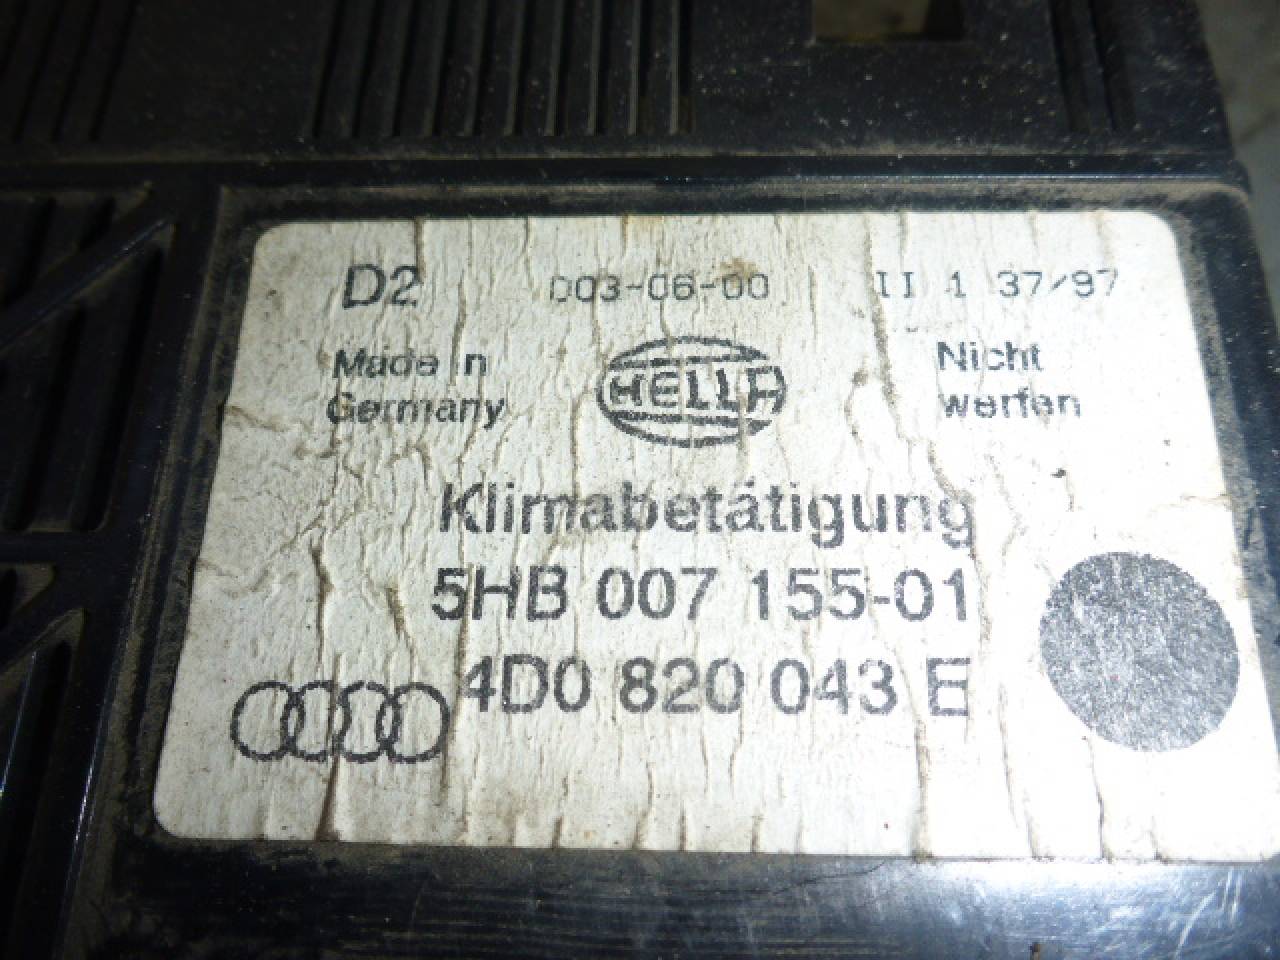 D2 D03-06-00 II 1 37/97
Made in
Germany
HELLA
Nicht
werfen
Klimabetätigung
5HB 007 155-01
4D0 820 043 E